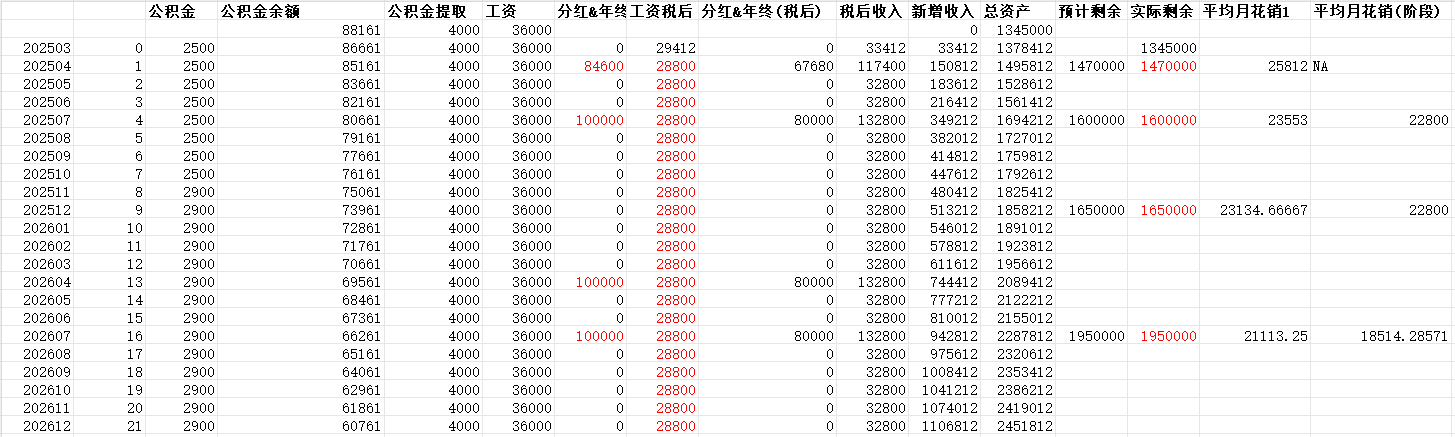 公积金 公积金余额 公积金提取 工资 分红&年终 工资税后 分红&年终(税后) 税后收入 新增收入 总资产 预计剩余 实际剩余 平均月花销1 平均月花销(阶段)
88161 4000 36000 0 1345000
202503 0 2500 86661 4000 36000 0 29412 0 33412 33412 1378412 1345000
202504 1 2500 85161 4000 36000 84600 28800 67680 117400 150812 1495812 1470000 1470000 25812 NA
202505 2 2500 83661 4000 36000 0 28800 0 32800 183612 1528612
202506 3 2500 82161 4000 36000 0 28800 0 32800 216412 1561412
202507 4 2500 80661 4000 36000 100000 28800 80000 132800 349212 1694212 1600000 1600000 23553 22800
202508 5 2500 79161 4000 36000 0 28800 0 32800 382012 1727012
202509 6 2500 77661 4000 36000 0 28800 0 32800 414812 1759812
202510 7 2500 76161 4000 36000 0 28800 0 32800 447612 1792612
202511 8 2900 75061 4000 36000 0 28800 0 32800 480412 1825412
202512 9 2900 73961 4000 36000 0 28800 0 32800 513212 1858212 1650000 1650000 23134.66667 22800
202601 10 2900 72861 4000 36000 0 28800 0 32800 546012 1891012
202602 11 2900 71761 4000 36000 0 28800 0 32800 578812 1923812
202603 12 2900 70661 4000 36000 0 28800 0 32800 611612 1956612
202604 13 2900 69561 4000 36000 100000 28800 80000 132800 744412 2089412
202605 14 2900 68461 4000 36000 0 28800 0 32800 777212 2122212
202606 15 2900 67361 4000 36000 0 28800 0 32800 810012 2155012
202607 16 2900 66261 4000 36000 100000 28800 80000 132800 942812 2287812 1950000 1950000 21113.25 18514.28571
202608 17 2900 65161 4000 36000 0 28800 0 32800 975612 2320612
202609 18 2900 64061 4000 36000 0 28800 0 32800 1008412 2353412
202610 19 2900 62961 4000 36000 0 28800 0 32800 1041212 2386212
202611 20 2900 61861 4000 36000 0 28800 0 32800 1074012 2419012
202612 21 2900 60761 4000 36000 0 28800 0 32800 1106812 2451812